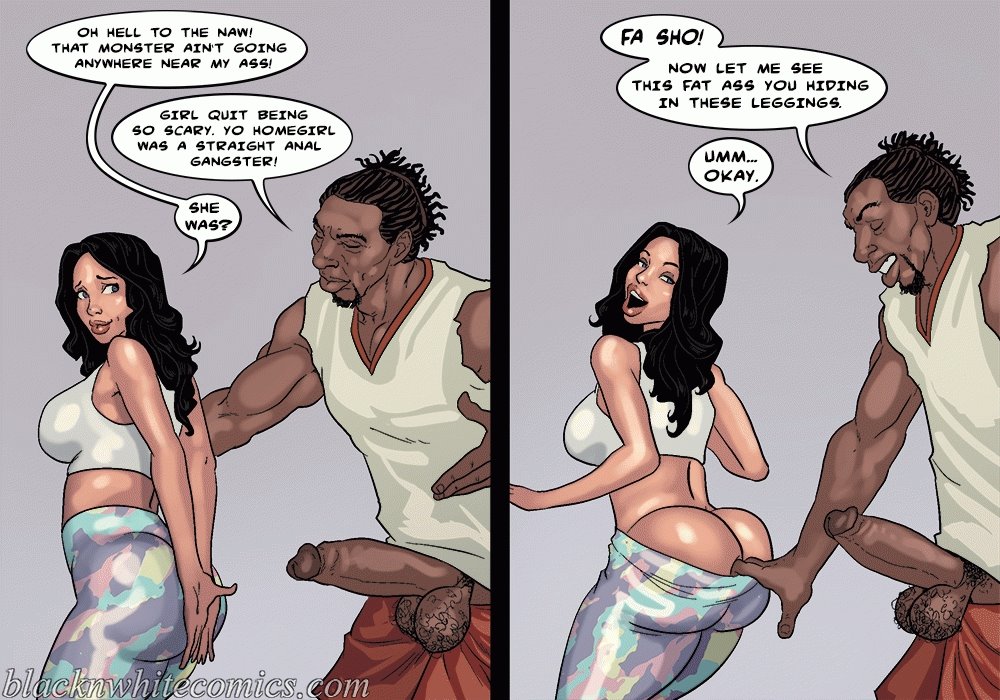 OH HELL TO THE NAW!
THAT MONSTER AIN'T GOING
ANYWHERE NEAR MY ASS!
GIRL QUIT BEING
SO SCARY. YO HOMEGIRL
WAS A STRAIGHT ANAL
GANGSTER!
SHE
WAS?
FA SHO!
NOW LET ME SEE
THIS FAT ASS YOU HIDING
IN THESE LEGGINGS.
UMM...
OKAY.
blacknwhitecomics.com